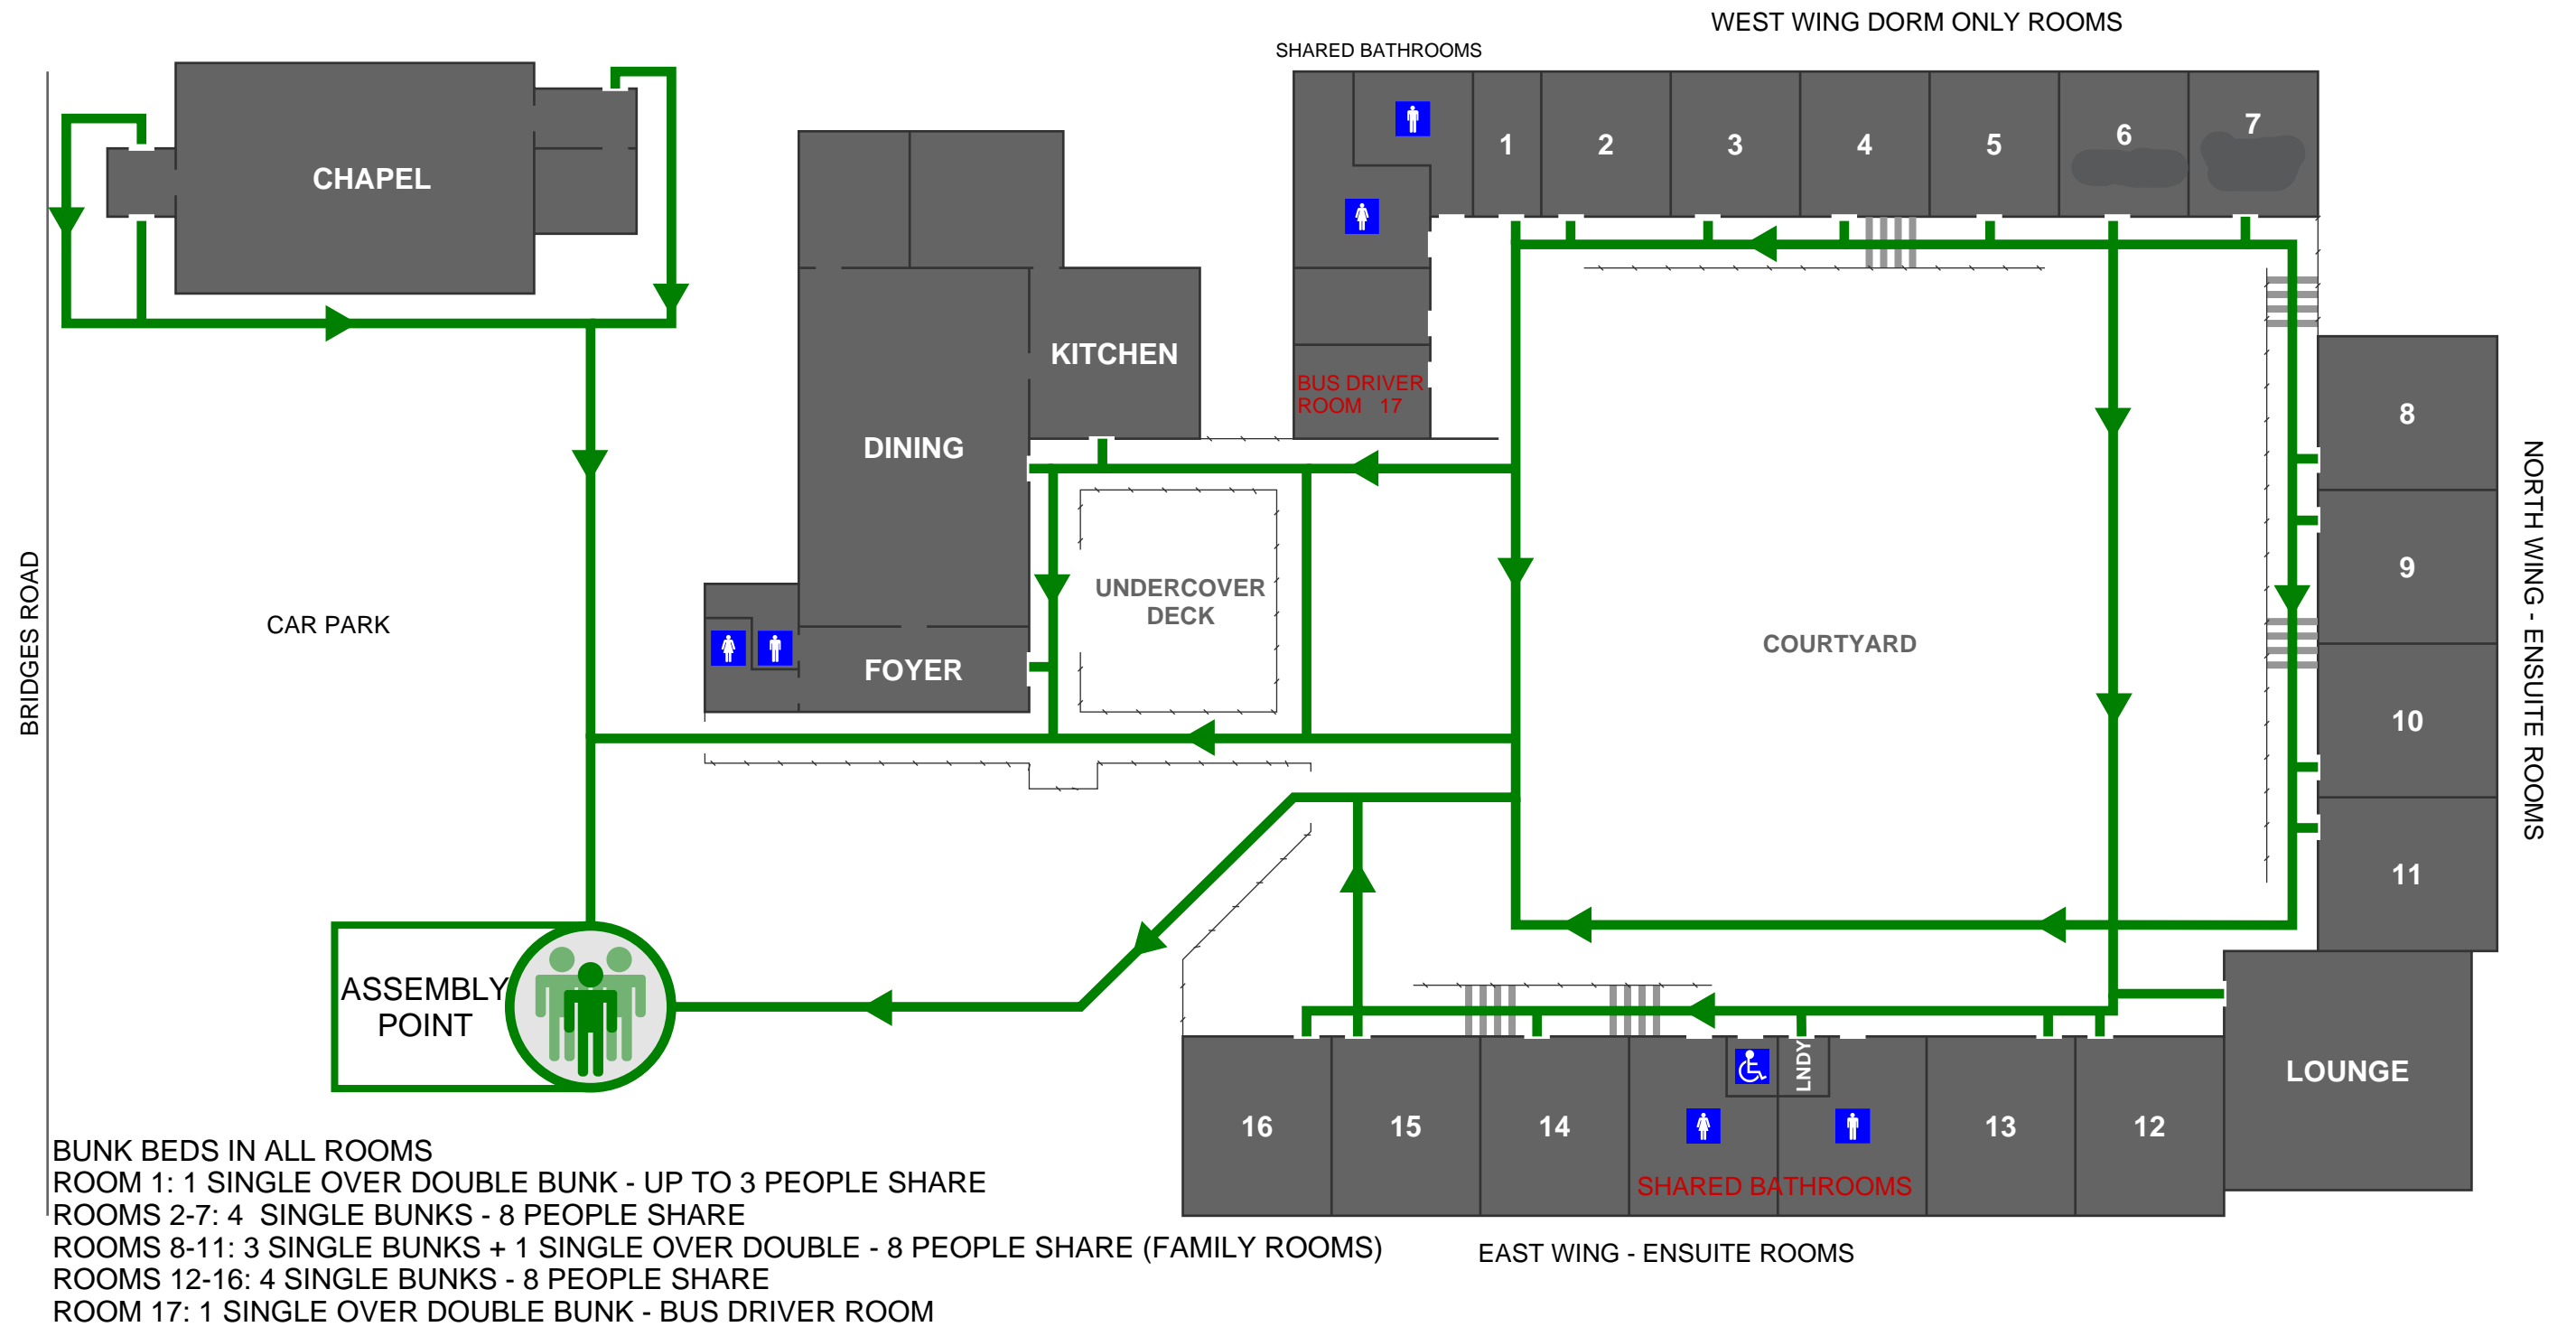 WEST WING DORM ONLY ROOMS
SHARED BATHROOMS
CHAPEL
1
2
3
4
5
6
7
KITCHEN
BUS DRIVER
ROOM 17
DINING
8
9
10
11
NORTH WING - ENSUITE ROOMS
BRIDGES ROAD
CAR PARK
UNDERCOVER
DECK
COURTYARD
FOYER
ASSEMBLY
POINT
LNDY
LOUNGE
16
15
14
13
12
SHARED BATHROOMS
EAST WING - ENSUITE ROOMS
BUNK BEDS IN ALL ROOMS
ROOM 1: 1 SINGLE OVER DOUBLE BUNK - UP TO 3 PEOPLE SHARE
ROOMS 2-7: 4 SINGLE BUNKS - 8 PEOPLE SHARE
ROOMS 8-11: 3 SINGLE BUNKS + 1 SINGLE OVER DOUBLE - 8 PEOPLE SHARE (FAMILY ROOMS)
ROOMS 12-16: 4 SINGLE BUNKS - 8 PEOPLE SHARE
ROOM 17: 1 SINGLE OVER DOUBLE BUNK - BUS DRIVER ROOM